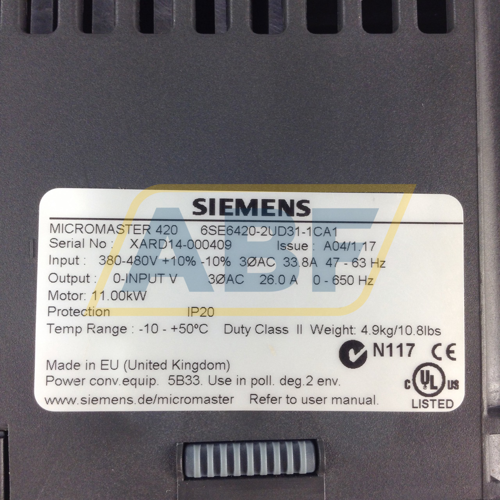 SIEMENS
MICROMASTER 420 6SE6420-2UD31-1CA1
Serial No : XARD14-000409 Issue : A04/1.17
Input : 380-480V +10% -10% 3ØAC 33.8A 47 - 63 Hz
Output : 0-INPUT V 3ØAC 26.0 A 0 - 650 Hz
Motor: 11.00kW
Protection IP20
Temp Range : -10 - +50ºC Duty Class II Weight: 4.9kg/10.8lbs
N117 CE
Made in EU (United Kingdom)
Power conv.equip. 5B33. Use in poll. deg.2 env.
C UL US
www.siemens.de/micromaster Refer to user manual.
LISTED
ABF